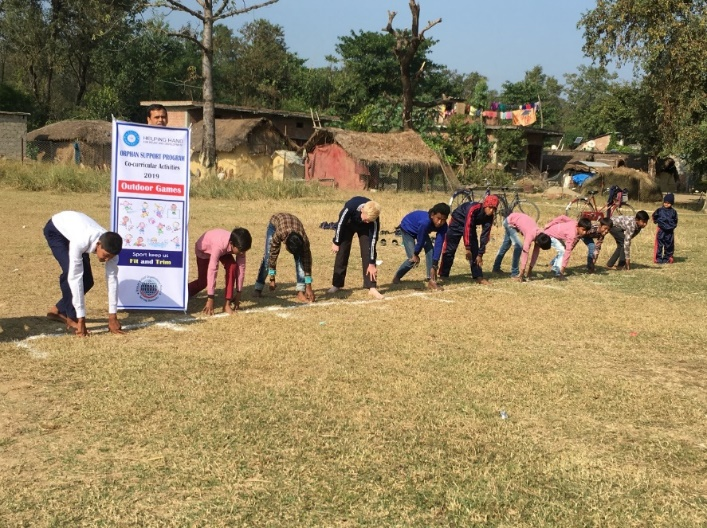 HELPING HAND
ORPHAN SUPPORT PROGRAM
Co-curricular Activities
2019
Outdoor Games
Sport keep us
Fit and Trim